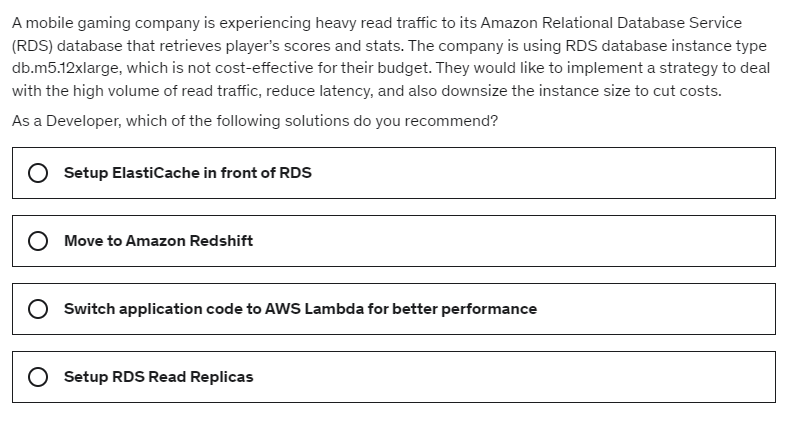 A mobile gaming company is experiencing heavy read traffic to its Amazon Relational Database Service
(RDS) database that retrieves player's scores and stats. The company is using RDS database instance type
db.m5.12xlarge, which is not cost-effective for their budget. They would like to implement a strategy to deal
with the high volume of read traffic, reduce latency, and also downsize the instance size to cut costs.
As a Developer, which of the following solutions do you recommend?
Setup ElastiCache in front of RDS
Move to Amazon Redshift
Switch application code to AWS Lambda for better performance
Setup RDS Read Replicas